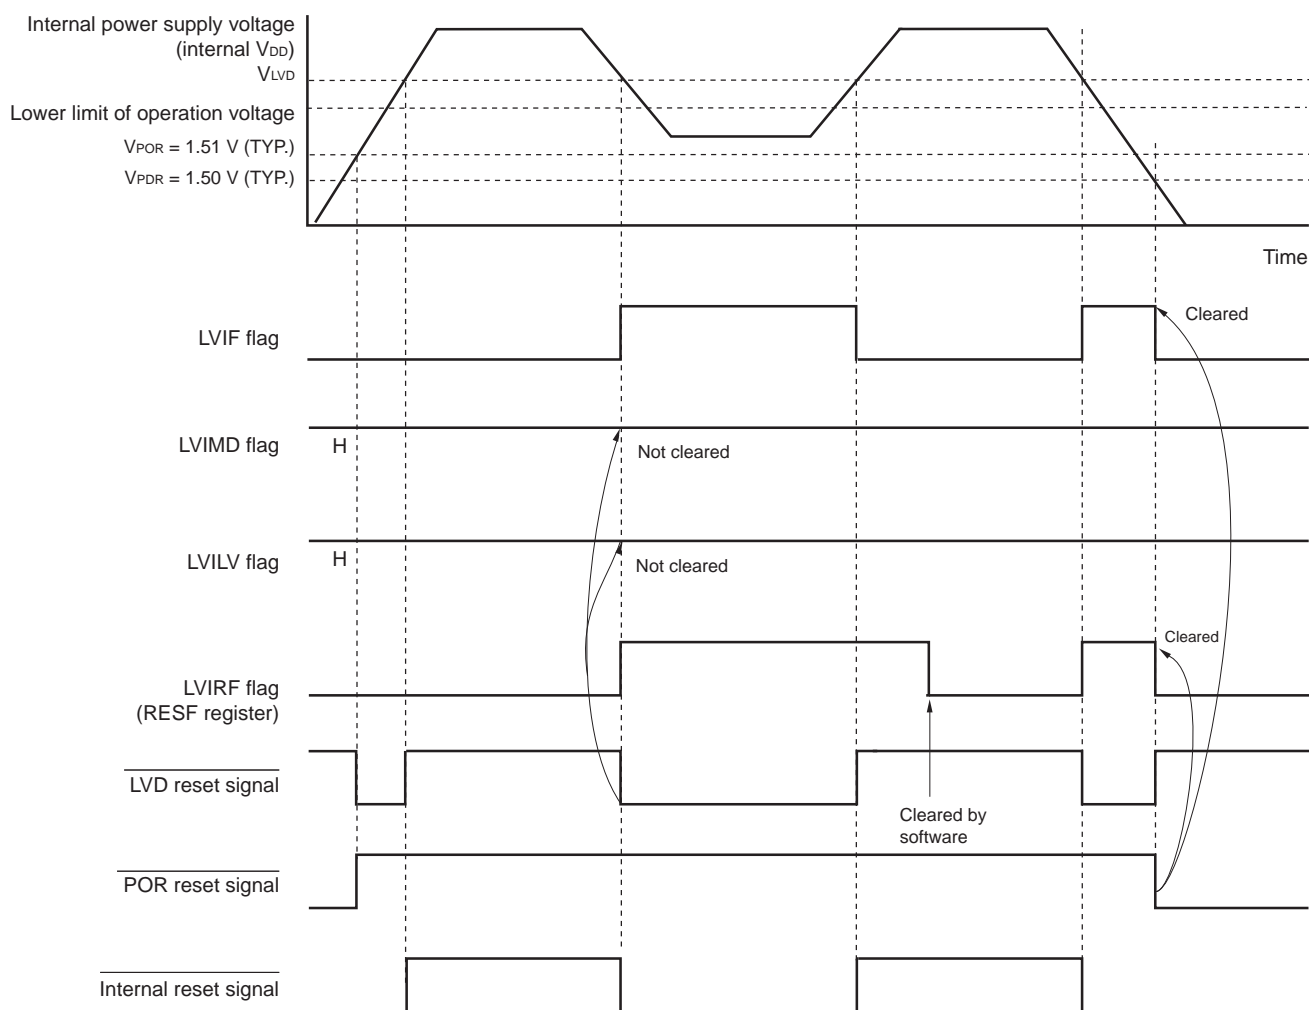 Internal power supply voltage
(internal VDD)
VLVD
Lower limit of operation voltage
VPOR = 1.51 V (TYP.)
VPDR = 1.50 V (TYP.)
Time
Cleared
LVIF flag
LVIMD flag
H
Not cleared
LVILV flag
H
Not cleared
Cleared
LVIRF flag
(RESF register)
LVD reset signal
Cleared by
software
POR reset signal
Internal reset signal